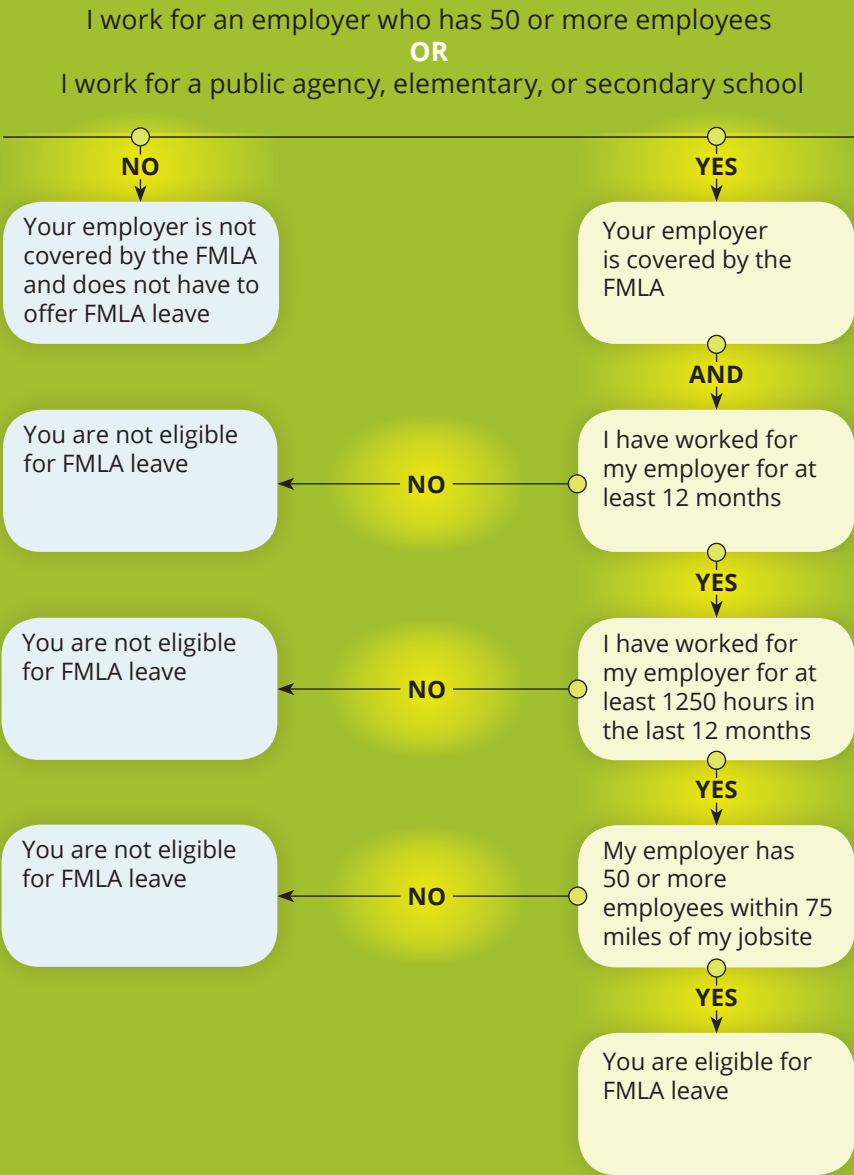 I work for an employer who has 50 or more employees
OR
I work for a public agency, elementary, or secondary school
NO
YES
Your employer is not
covered by the FMLA
and does not have to
offer FMLA leave
Your employer
is covered by the
FMLA
AND
You are not eligible
for FMLA leave
NO
I have worked for
my employer for at
least 12 months
YES
You are not eligible
for FMLA leave
NO
I have worked for
my employer for at
least 1250 hours in
the last 12 months
YES
You are not eligible
for FMLA leave
NO
My employer has
50 or more
employees within 75
miles of my jobsite
YES
You are eligible for
FMLA leave